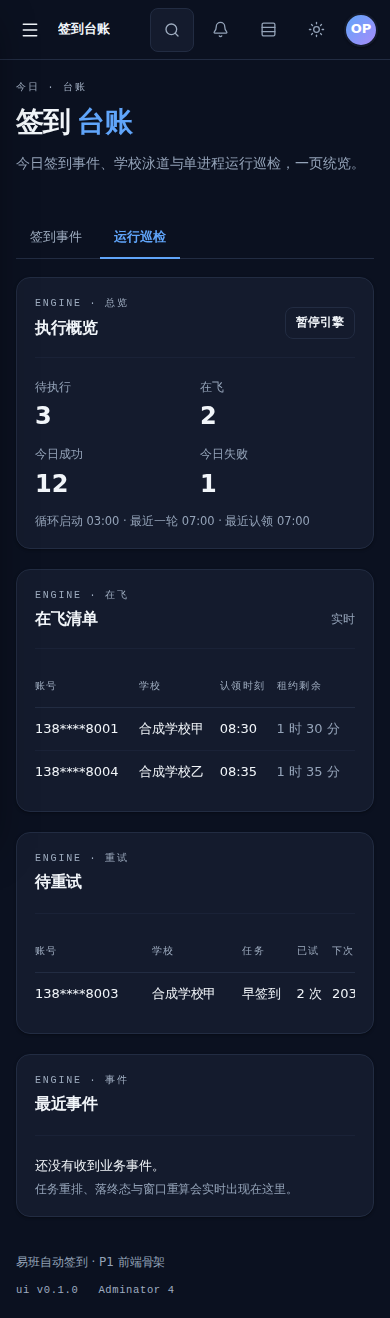 签到台账
OP
今日 · 台账
签到 台账
今日签到事件、学校泳道与单进程运行巡检，一页统览。
签到事件 运行巡检
ENGINE · 总览
执行概览
暂停引擎
待执行 在飞
3 2
今日成功 今日失败
12 1
循环启动 03:00 · 最近一轮 07:00 · 最近认领 07:00
ENGINE · 在飞
在飞清单
实时
账号 学校 认领时刻 租约剩余
138****8001 合成学校甲 08:30 1 时 30 分
138****8004 合成学校乙 08:35 1 时 35 分
ENGINE · 重试
待重试
账号 学校 任务 已试 下次
138****8003 合成学校甲 早签到 2 次 203
ENGINE · 事件
最近事件
还没有收到业务事件。
任务重排、落终态与窗口重算会实时出现在这里。
易班自动签到 · P1 前端骨架
ui v0.1.0 Adminator 4